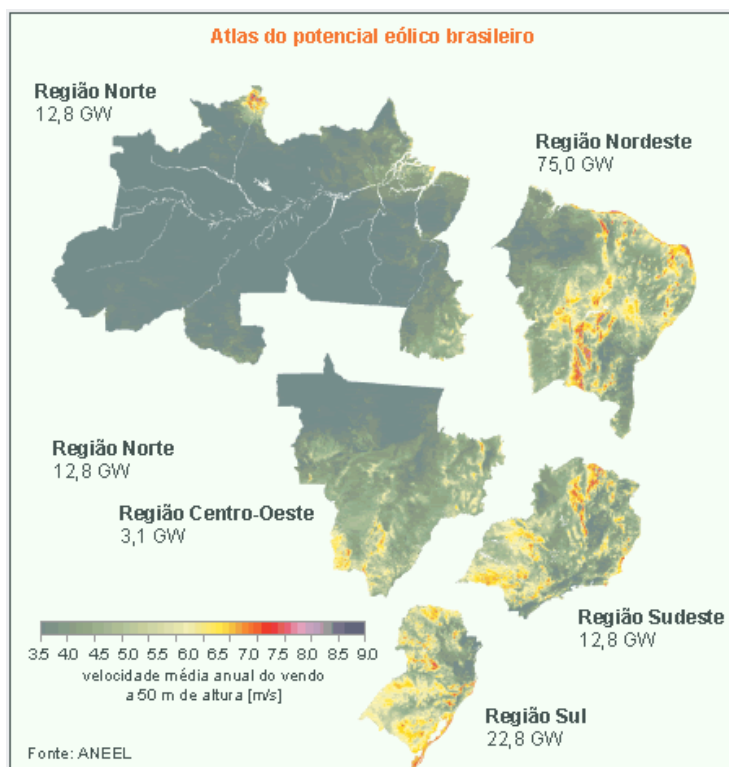 Atlas do potencial eólico brasileiro
Região Norte
12,8 GW
Região Nordeste
75,0 GW
Região Norte
12,8 GW
Região Centro-Oeste
3,1 GW
Região Sudeste
12,8 GW
3.5 4.0 4.5 5.0 5.5 6.0 6.5 7.0 7.5 8.0 8.5 9.0
velocidade média anual do vendo
a 50 m de altura [m/s]
Região Sul
22,8 GW
Fonte: ANEEL